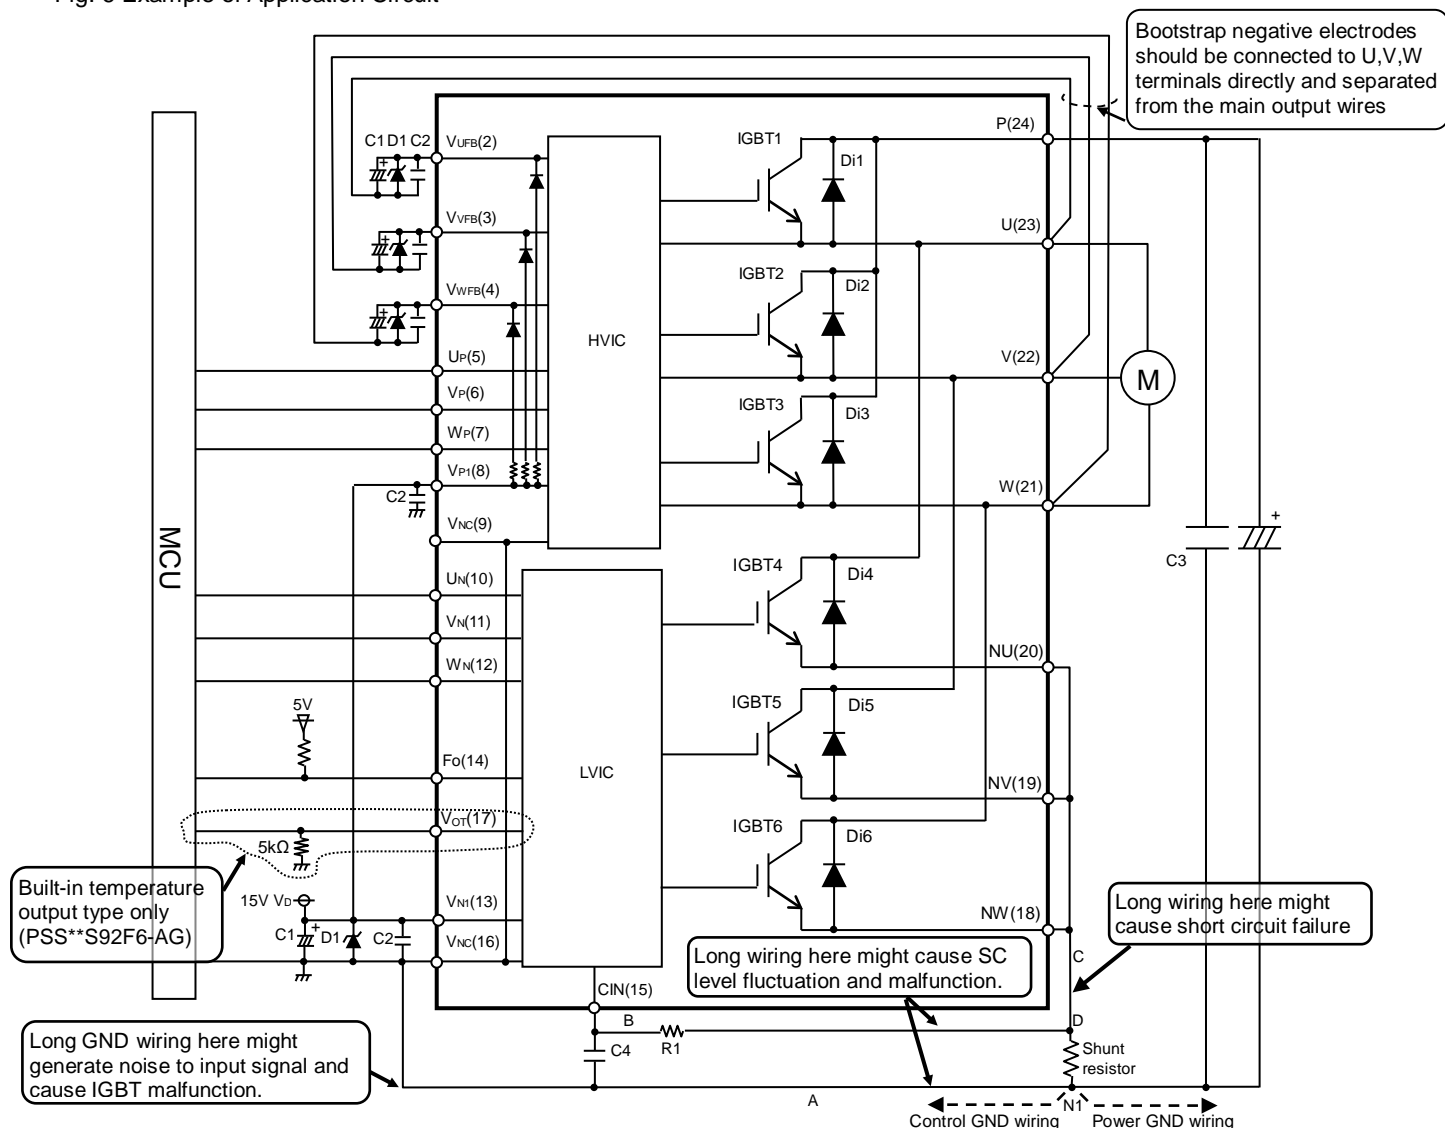 Fig. 3 Example of Application Circuit
Bootstrap negative electrodes
should be connected to U,V,W
terminals directly and separated
from the main output wires
C1 D1 C2
VUFB(2)
VVFB(3)
VWFB(4)
UP(5)
VP(6)
WP(7)
VP1(8)
C2
VNC(9)
UN(10)
VN(11)
WN(12)
5V
Fo(14)
VOT(17)
5kΩ
15V VD
VN1(13)
C1
+
D1
C2
VNC(16)
CIN(15)
MCU
HVIC
LVIC
IGBT1
Di1
IGBT2
Di2
IGBT3
Di3
IGBT4
Di4
IGBT5
Di5
IGBT6
Di6
P(24)
U(23)
V(22)
W(21)
NU(20)
NV(19)
NW(18)
M
C3
+
Built-in temperature
output type only
(PSS**S92F6-AG)
Long wiring here might cause SC
level fluctuation and malfunction.
Long wiring here might
cause short circuit failure
Long GND wiring here might
generate noise to input signal and
cause IGBT malfunction.
B
R1
C4
C
D
Shunt
resistor
A
N1
Control GND wiring
Power GND wiring